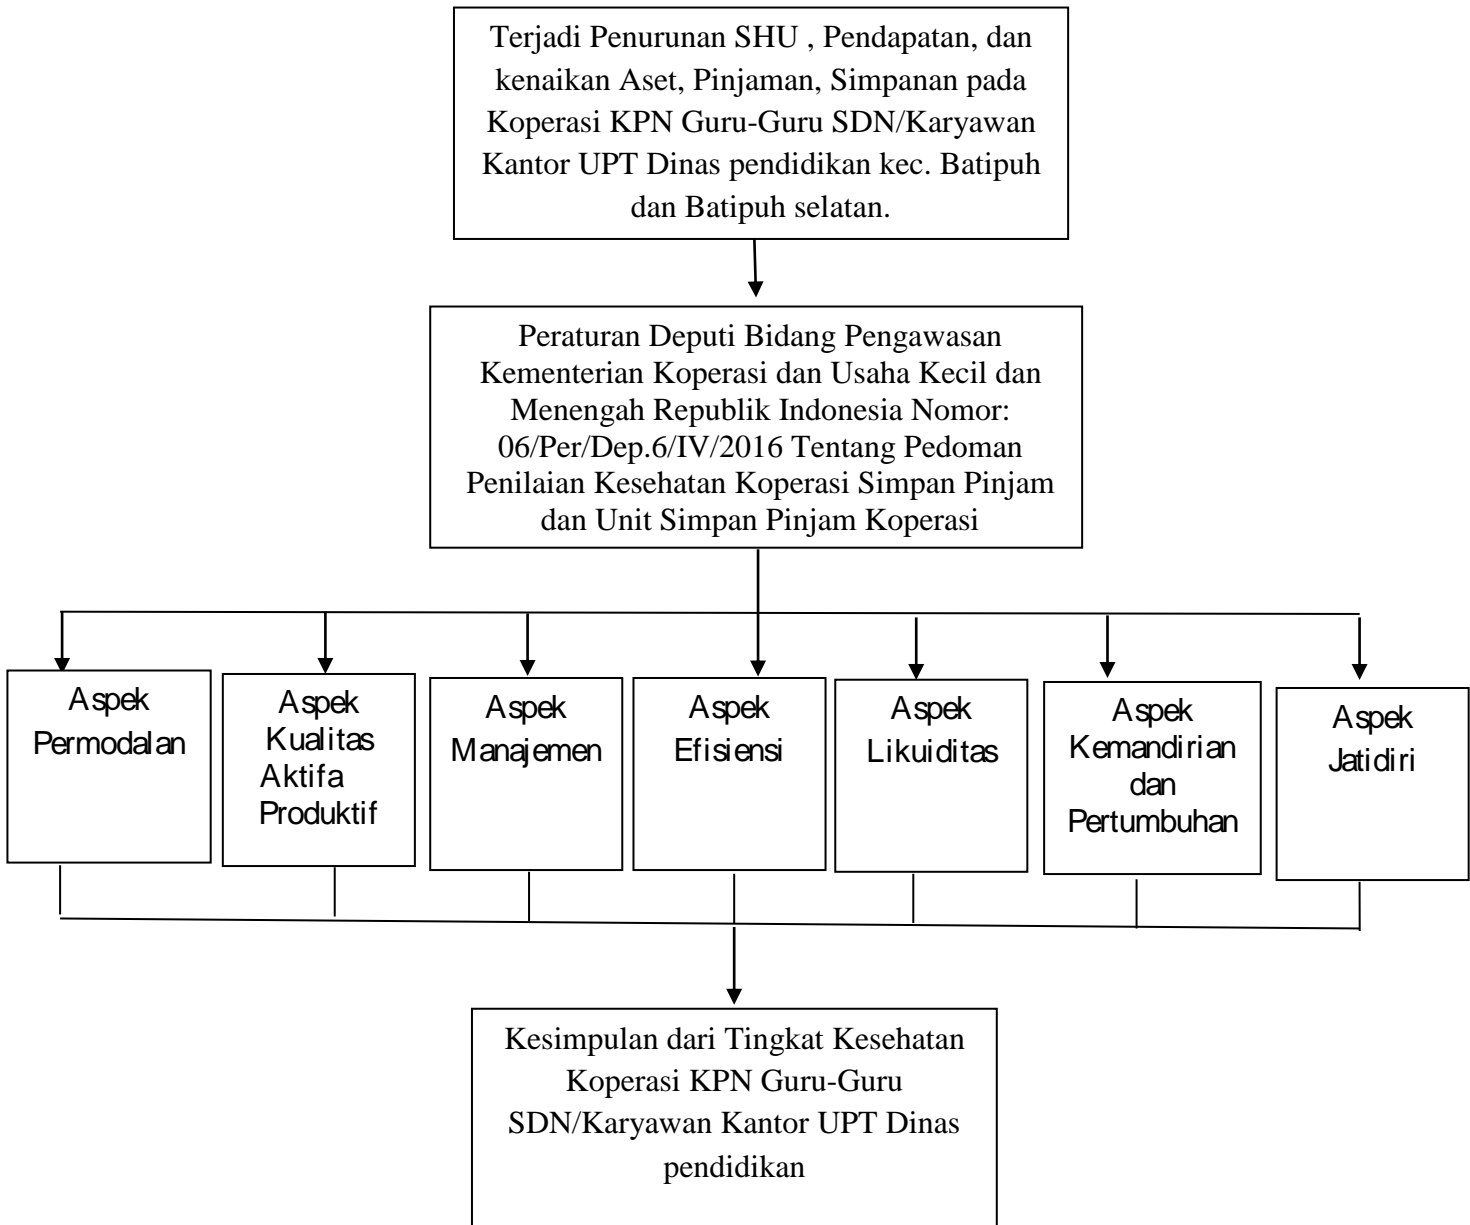 Terjadi Penurunan SHU , Pendapatan, dan
kenaikan Aset, Pinjaman, Simpanan pada
Koperasi KPN Guru-Guru SDN/Karyawan
Kantor UPT Dinas pendidikan kec. Batipuh
dan Batipuh selatan.
Peraturan Deputi Bidang Pengawasan
Kementerian Koperasi dan Usaha Kecil dan
Menengah Republik Indonesia Nomor:
06/Per/Dep.6/IV/2016 Tentang Pedoman
Penilaian Kesehatan Koperasi Simpan Pinjam
dan Unit Simpan Pinjam Koperasi
Aspek
Permodalan
Aspek
Kualitas
Aktifa
Produktif
Aspek
Manajemen
Aspek
Efisiensi
Aspek
Likuiditas
Aspek
Kemandirian
dan
Pertumbuhan
Aspek
Jatidiri
Kesimpulan dari Tingkat Kesehatan
Koperasi KPN Guru-Guru
SDN/Karyawan Kantor UPT Dinas
pendidikan